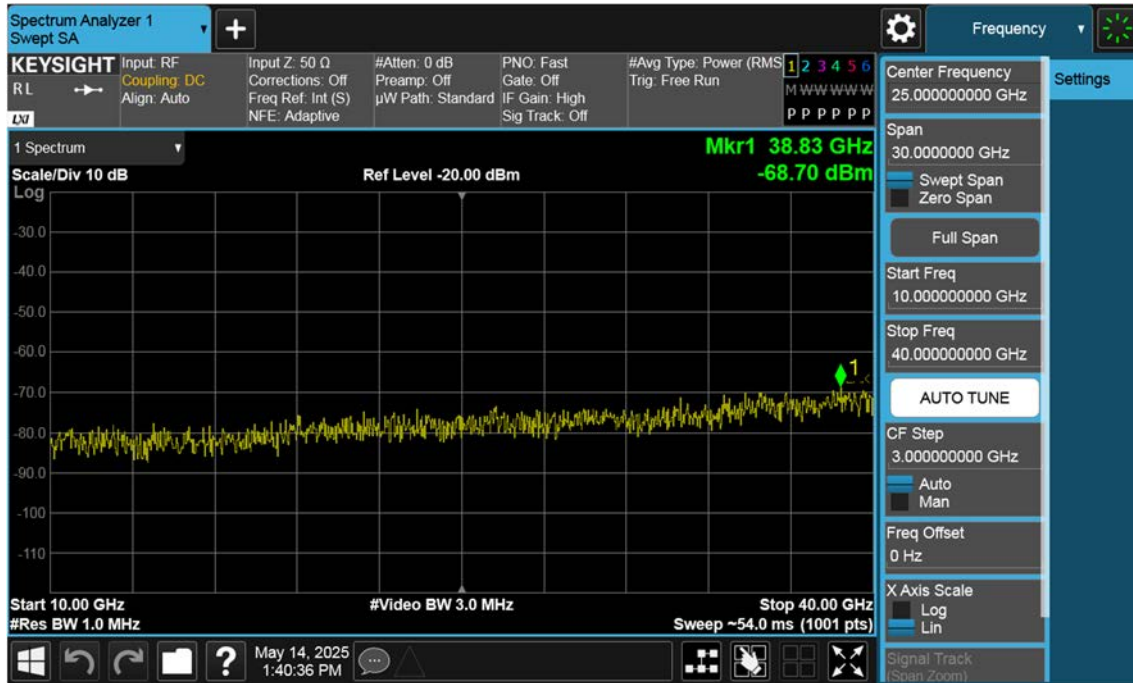 Spectrum Analyzer 1
Swept SA
Frequency
KEYSIGHT
RL
LXI
Input: RF
Coupling: DC
Align: Auto
Input Z: 50 Ω
Corrections: Off
Freq Ref: Int (S)
NFE: Adaptive
#Atten: 0 dB
Preamp: Off
µW Path: Standard
PNO: Fast
Gate: Off
IF Gain: High
Sig Track: Off
#Avg Type: Power (RMS
Trig: Free Run
1 2 3 4 5 6
M W W W W W
P P P P P P
1 Spectrum
Mkr1 38.83 GHz
-68.70 dBm
Scale/Div 10 dB
Ref Level -20.00 dBm
Log
-30.0
-40.0
-50.0
-60.0
-70.0
-80.0
-90.0
-100
-110
1
Start 10.00 GHz
#Video BW 3.0 MHz
Stop 40.00 GHz
#Res BW 1.0 MHz
Sweep ~54.0 ms (1001 pts)
May 14, 2025
1:40:36 PM
Center Frequency
25.000000000 GHz
Span
30.0000000 GHz
Swept Span
Zero Span
Full Span
Start Freq
10.000000000 GHz
Stop Freq
40.000000000 GHz
AUTO TUNE
CF Step
3.000000000 GHz
Auto
Man
Freq Offset
0 Hz
X Axis Scale
Log
Lin
Signal Track
(Span Zoom)
Settings